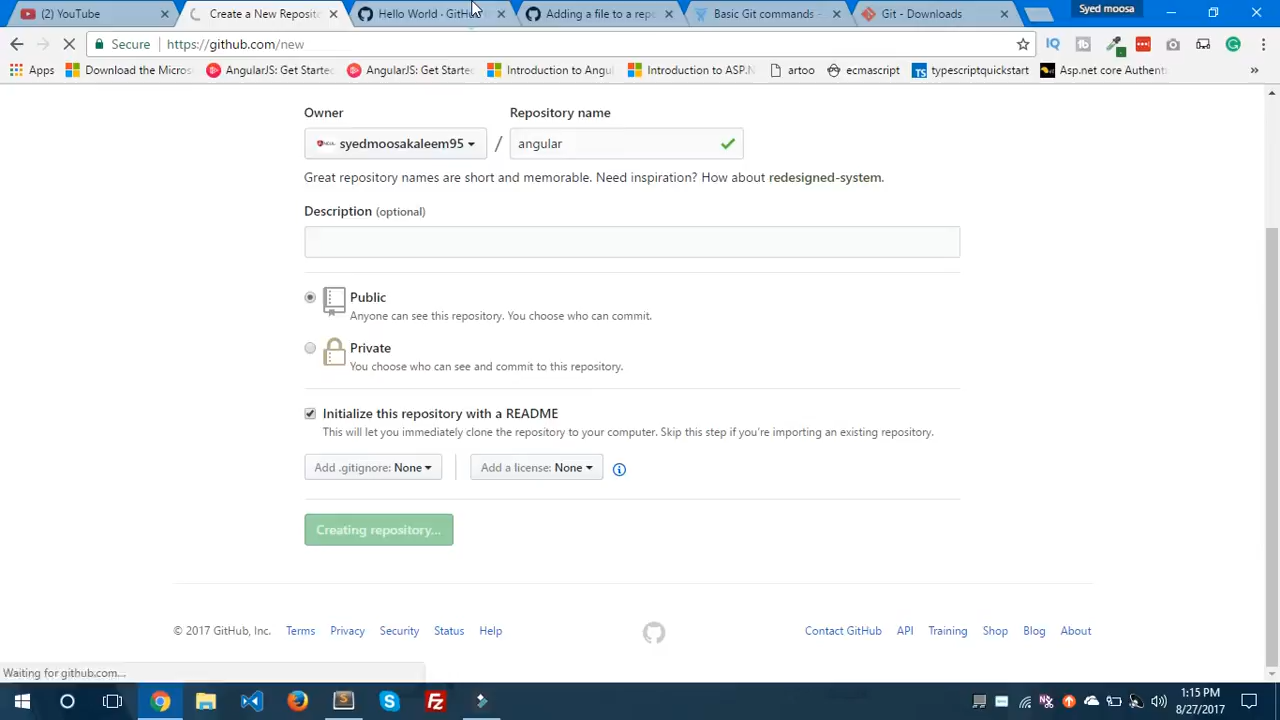 (2) YouTube
Create a New Reposito
Hello World · GitHu
Adding a file to a repo
Basic Git commands -
Git - Downloads
Syed moosa
Secure
https://github.com/new
Apps
Download the Micros
AngularJS: Get Starte
AngularJS: Get Starte
Introduction to Angu
Introduction to ASP.N
artoo
ecmascript
typescriptquickstart
Asp.net core Authent
»
Owner
Repository name
syedmoosakaleem95
/
angular
Great repository names are short and memorable. Need inspiration? How about redesigned-system.
Description (optional)
Public
Anyone can see this repository. You choose who can commit.
Private
You choose who can see and commit to this repository.
Initialize this repository with a README
This will let you immediately clone the repository to your computer. Skip this step if you're importing an existing repository.
Add .gitignore: None
Add a license: None
Creating repository...
© 2017 GitHub, Inc.
Terms
Privacy
Security
Status
Help
Contact GitHub
API
Training
Shop
Blog
About
Waiting for github.com...
1:15 PM
8/27/2017